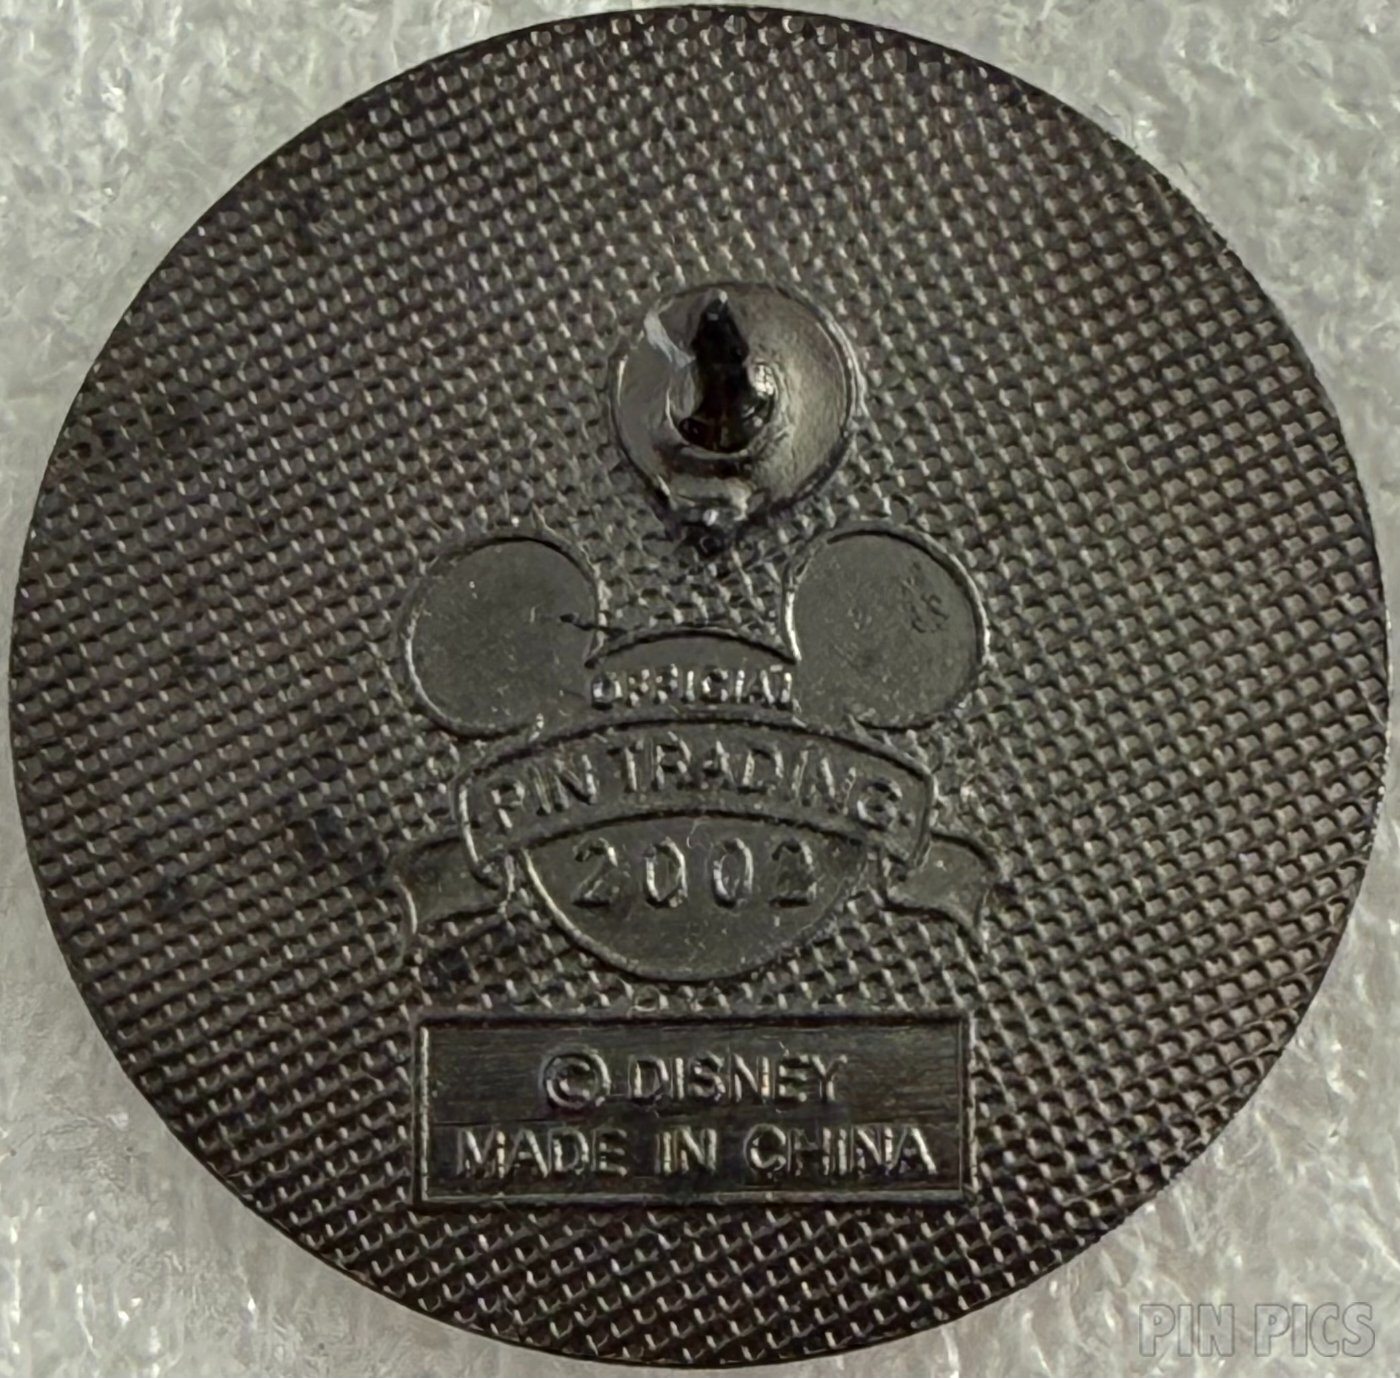 OFFICIAL
PIN TRADING
2002
© DISNEY
MADE IN CHINA
PIN PICS